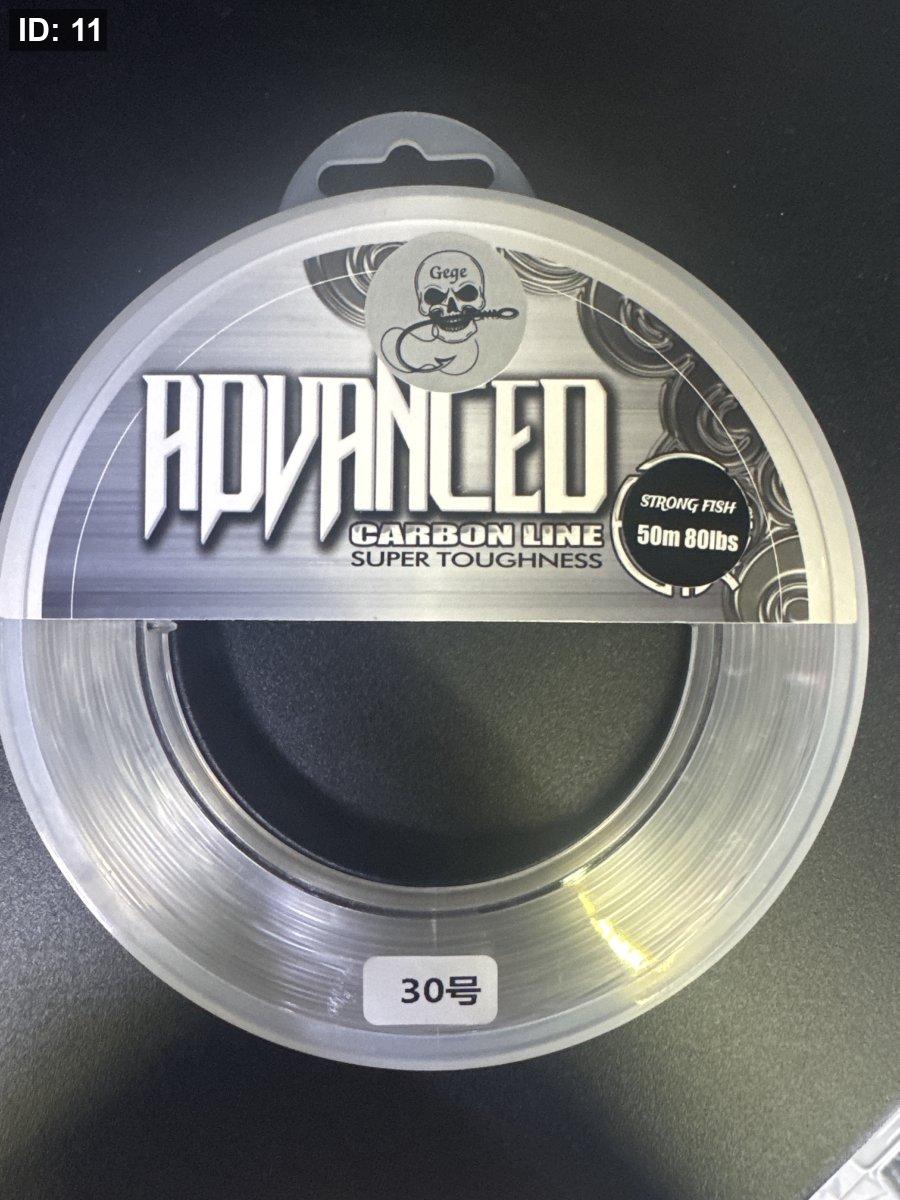 ID: 11
Gege
ADVANCED
CARBON LINE
SUPER TOUGHNESS
STRONG FISH
50m 80lbs
30号